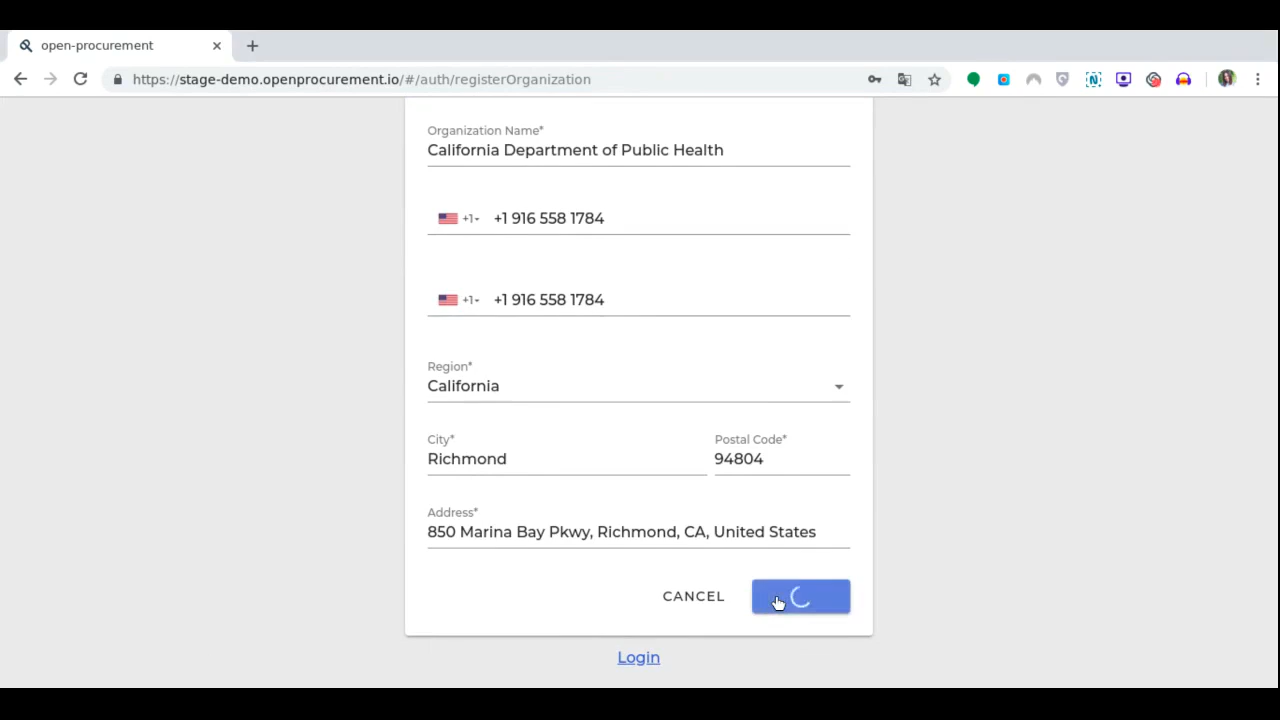 open-procurement
https://stage-demo.openprocurement.io/#/auth/registerOrganization
Organization Name*
California Department of Public Health
+1 +1 916 558 1784
+1 +1 916 558 1784
Region*
California
City* Postal Code*
Richmond 94804
Address*
850 Marina Bay Pkwy, Richmond, CA, United States
CANCEL
Login